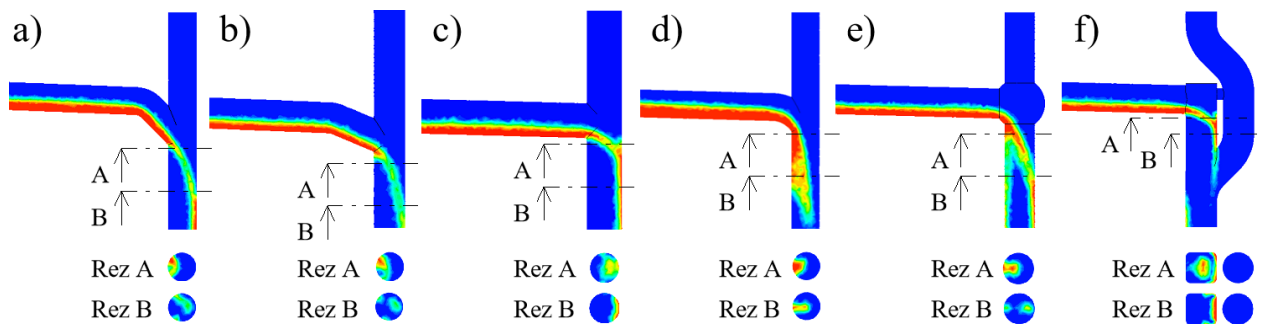 a) b) c) d) e) f)
A A A A A A B
B B B B B
Rez A Rez A Rez A Rez A Rez A Rez A
Rez B Rez B Rez B Rez B Rez B Rez B